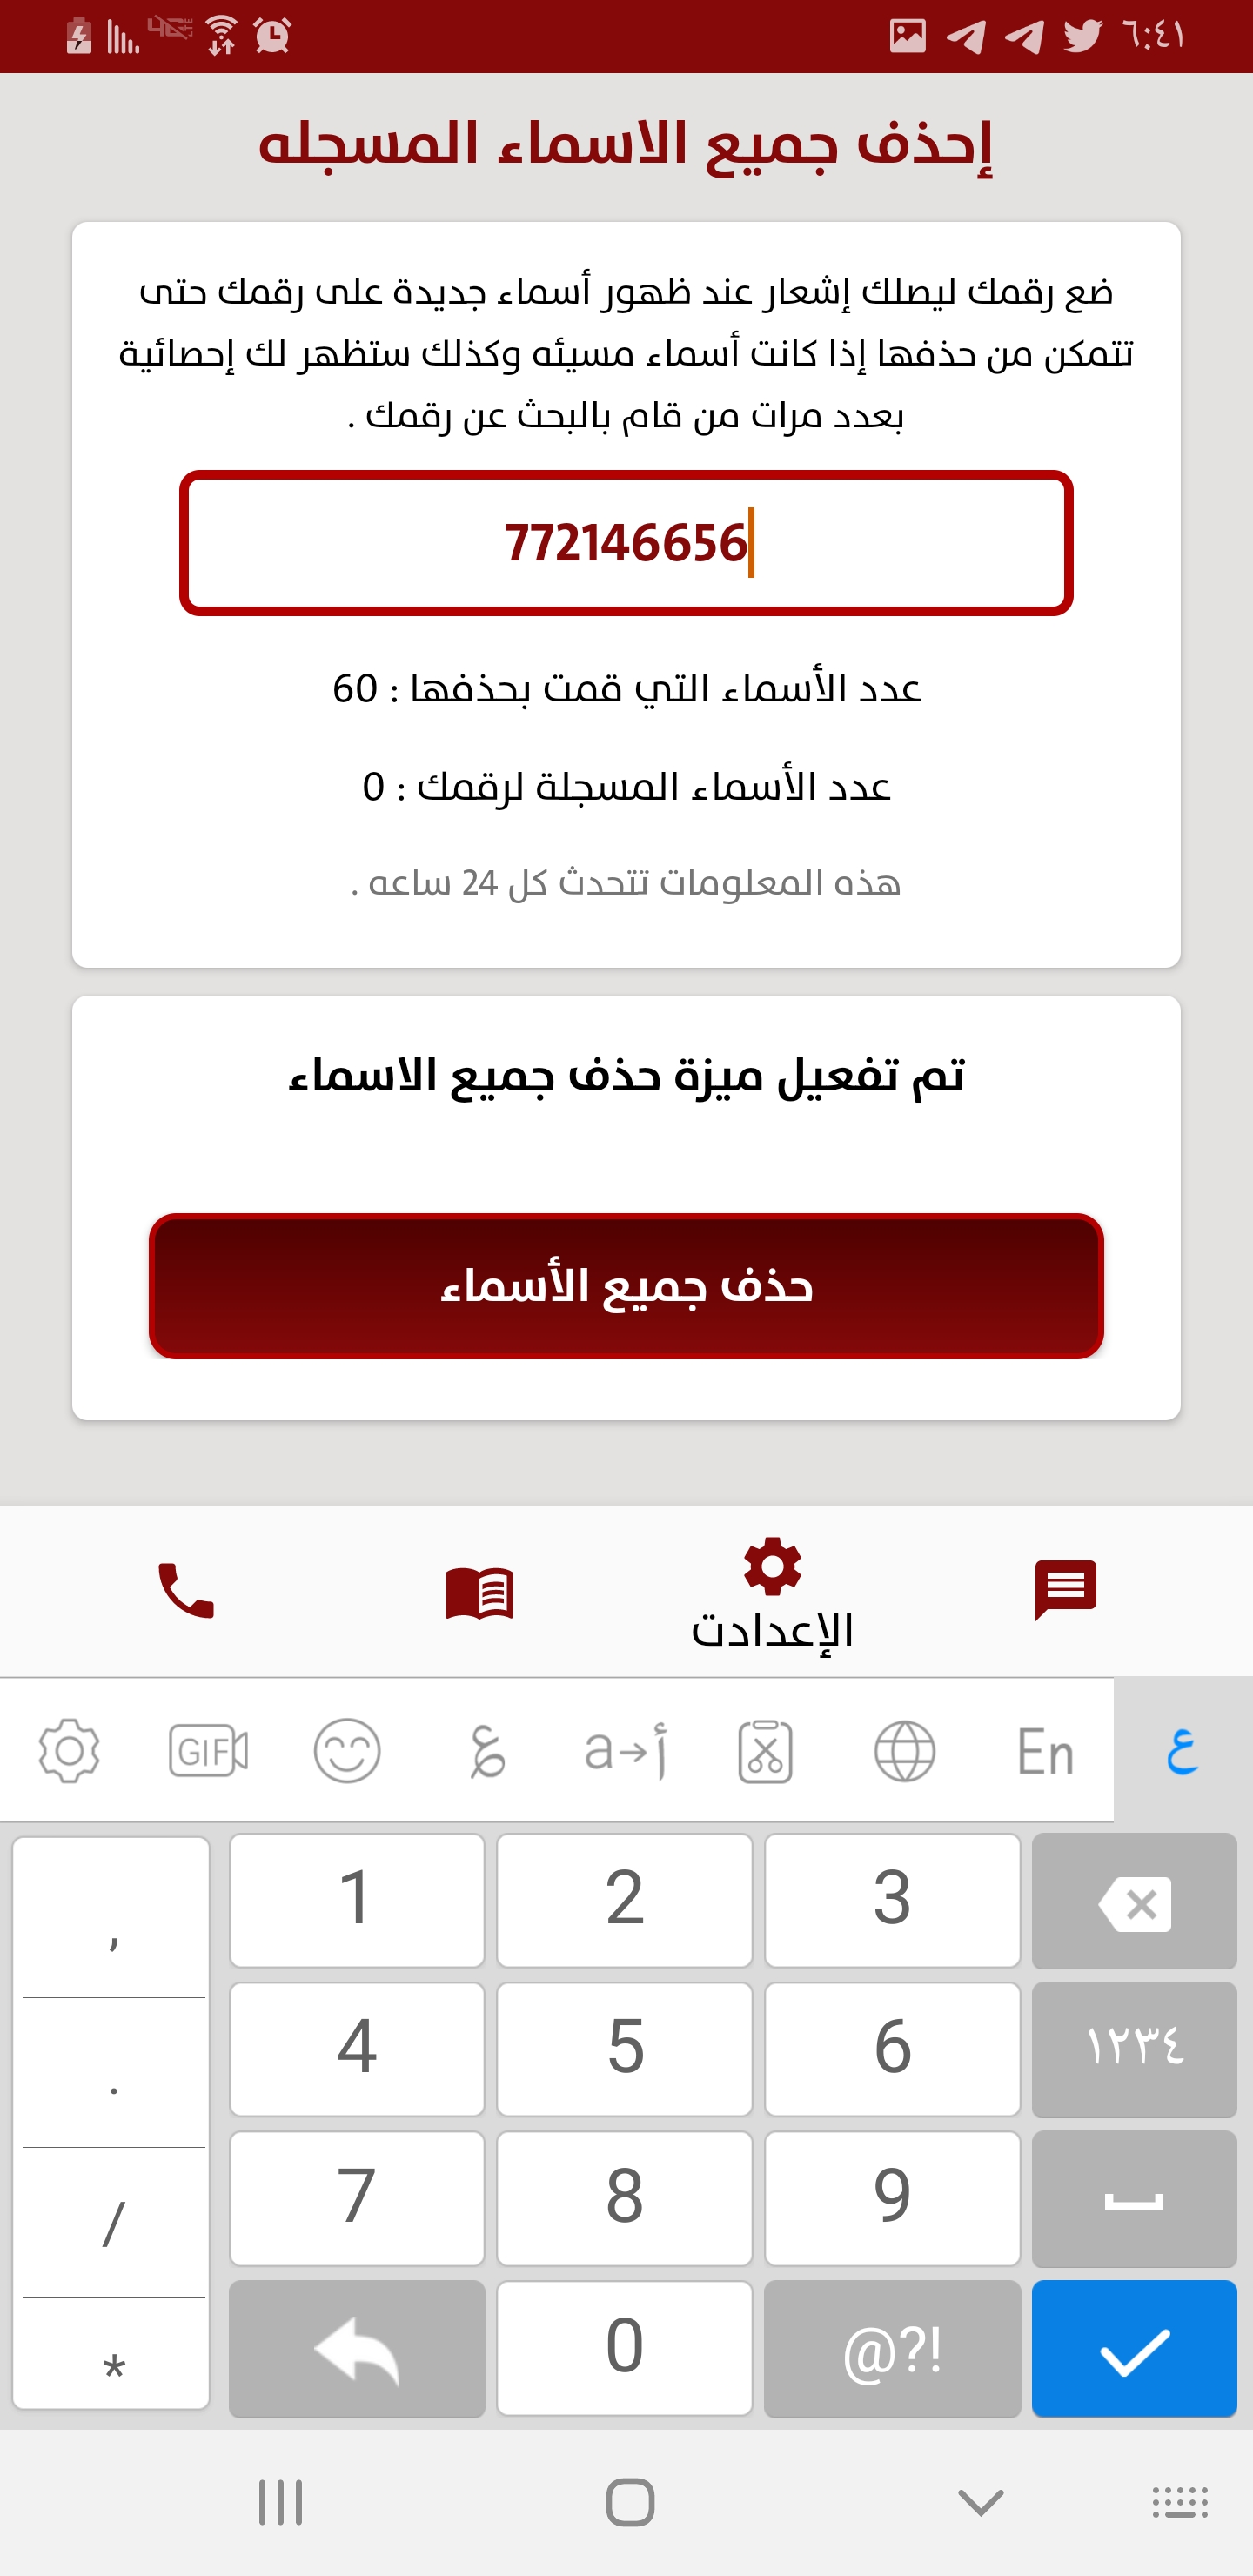 ٦:٤١
إحذف جميع الاسماء المسجله
ضع رقمك ليصلك إشعار عند ظهور أسماء جديدة على رقمك حتى
تتمكن من حذفها إذا كانت أسماء مسيئه وكذلك ستظهر لك إحصائية
بعدد مرات من قام بالبحث عن رقمك .
772146656
عدد الأسماء التي قمت بحذفها : 60
عدد الأسماء المسجلة لرقمك : 0
هذه المعلومات تتحدث كل 24 ساعه .
تم تفعيل ميزة حذف جميع الاسماء
حذف جميع الأسماء
الإعدادت
GIF a→أ En ع
, 1 2 3
. 4 5 6 ١٢٣٤
/ 7 8 9
* 0 @?!